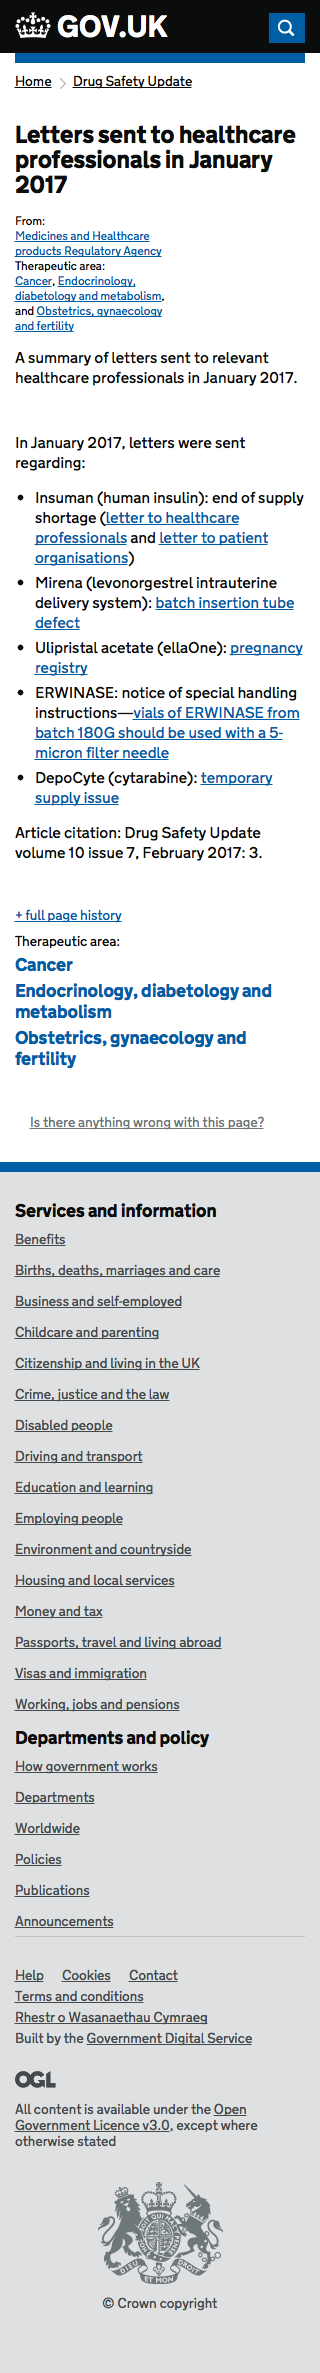 GOV.UK
Home > Drug Safety Update
Letters sent to healthcare
professionals in January
2017
From:
Medicines and Healthcare
products Regulatory Agency
Therapeutic area:
Cancer, Endocrinology,
diabetology and metabolism,
and Obstetrics, gynaecology
and fertility
A summary of letters sent to relevant
healthcare professionals in January 2017.
In January 2017, letters were sent
regarding:
• Insuman (human insulin): end of supply
shortage (letter to healthcare
professionals and letter to patient
organisations)
• Mirena (levonorgestrel intrauterine
delivery system): batch insertion tube
defect
• Ulipristal acetate (ellaOne): pregnancy
registry
• ERWINASE: notice of special handling
instructions—vials of ERWINASE from
batch 180G should be used with a 5-
micron filter needle
• DepoCyte (cytarabine): temporary
supply issue
Article citation: Drug Safety Update
volume 10 issue 7, February 2017: 3.
+ full page history
Therapeutic area:
Cancer
Endocrinology, diabetology and
metabolism
Obstetrics, gynaecology and
fertility
Is there anything wrong with this page?
Services and information
Benefits
Births, deaths, marriages and care
Business and self-employed
Childcare and parenting
Citizenship and living in the UK
Crime, justice and the law
Disabled people
Driving and transport
Education and learning
Employing people
Environment and countryside
Housing and local services
Money and tax
Passports, travel and living abroad
Visas and immigration
Working, jobs and pensions
Departments and policy
How government works
Departments
Worldwide
Policies
Publications
Announcements
Help Cookies Contact
Terms and conditions
Rhestr o Wasanaethau Cymraeg
Built by the Government Digital Service
OGL
All content is available under the Open
Government Licence v3.0, except where
otherwise stated
DIEU ET MON DROIT
© Crown copyright